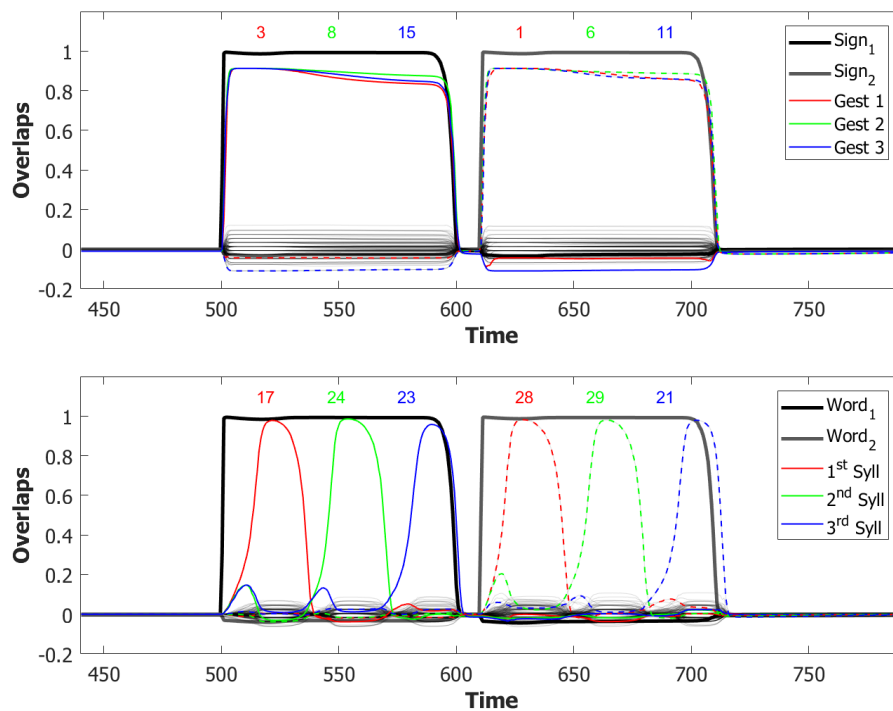 3 8 15 1 6 11
1
0.8
0.6
0.4
0.2
0
-0.2
Overlaps
Sign1
Sign2
Gest 1
Gest 2
Gest 3
450 500 550 600 650 700 750
Time
17 24 23 28 29 21
1
0.8
0.6
0.4
0.2
0
-0.2
Overlaps
Word1
Word2
1st Syll
2nd Syll
3rd Syll
450 500 550 600 650 700 750
Time